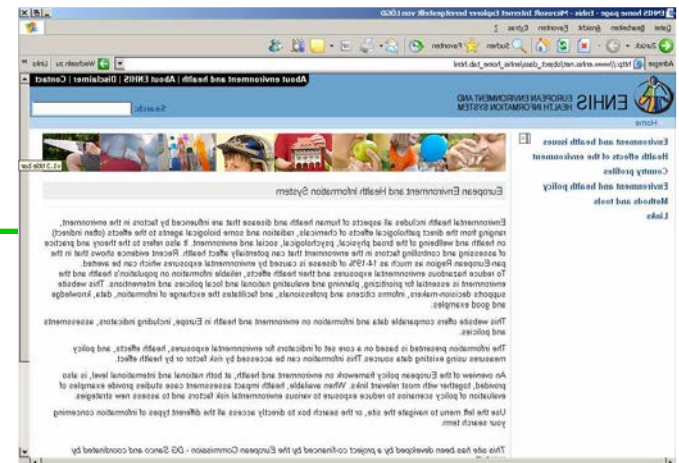 ENHIS home page - Enhis - Microsoft Internet Explorer bereitgestellt von LÖGD
Datei Bearbeiten Ansicht Favoriten Extras ?
Zurück Suchen Favoriten
Adresse http://www.enhis.net/object_class/enhis_home_tab.html Wechseln zu Links »
About environment and health | About ENHIS | Disclaimer | Contact
ENHIS EUROPEAN ENVIRONMENT AND
HEALTH INFORMATION SYSTEM
Search:
Home
Environment and health issues
Health effects of the environment
Country profiles
Environment and health policy
Methods and tools
Links
v1.3 title bar
European Environment and Health Information System
Environmental health includes all aspects of human health and disease that are influenced by factors in the environment,
ranging from the direct pathological effects of chemicals, radiation and some biological agents to the effects (often indirect)
on health and wellbeing of the broad physical, psychological, social and environment. It also refers to the theory and practice
of assessing and controlling factors in the environment that can potentially affect health. Recent evidence shows that in the
pan-European Region as much as 14-19% of disease is caused by environmental exposures which can be averted.
To reduce hazardous environmental exposures and their health effects, reliable information on population's health and the
environment is essential for prioritizing, planning and evaluating national and local policies and interventions. This website
supports decision-makers, informs citizens and professionals, and facilitates the exchange of information, data, knowledge
and good examples.
This website offers comparable data and information on environment and health in Europe, including indicators, assessments
and policies.
The information presented is based on a core set of indicators for environmental exposures, health effects, and policy
measures using existing data sources This information can be accessed by risk factor or by health effect.
An overview of the European policy framework on environment and health, at both national and international level, is also
provided, together with most relevant links. When available, health impact assessment case studies provide examples of
evaluation of policy scenarios to reduce exposure to various environmental risk factors and to assess new strategies.
Use the left menu to navigate the site, or the search box to directly access all the different types of information concerning
your search term.
This site has been developed by a project co-financed by the European Commission - DG Sanco and coordinated by